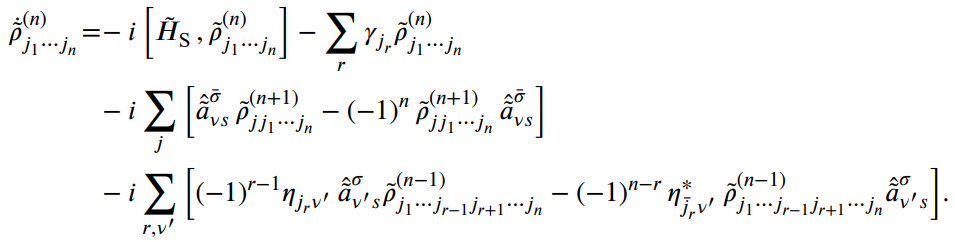 $\dot{\tilde{\rho}}^{(n)}_{j_1\cdots j_n} = -i\left[\tilde{H}_{\mathrm{S}}, \tilde{\rho}^{(n)}_{j_1\cdots j_n}\right] - \sum_r \gamma_{j_r} \tilde{\rho}^{(n)}_{j_1\cdots j_n}$
$-i\sum_j \left[\hat{\tilde{a}}^{\bar{\sigma}}_{\nu s}\, \tilde{\rho}^{(n+1)}_{jj_1\cdots j_n} - (-1)^n\, \tilde{\rho}^{(n+1)}_{jj_1\cdots j_n}\, \hat{\tilde{a}}^{\bar{\sigma}}_{\nu s}\right]$
$-i\sum_{r,\nu'} \left[(-1)^{r-1} \eta_{j_r\nu'}\, \hat{\tilde{a}}^{\sigma}_{\nu' s} \tilde{\rho}^{(n-1)}_{j_1\cdots j_{r-1}j_{r+1}\cdots j_n} - (-1)^{n-r}\, \eta^*_{\bar{j}_r\nu'}\, \tilde{\rho}^{(n-1)}_{j_1\cdots j_{r-1}j_{r+1}\cdots j_n} \hat{\tilde{a}}^{\sigma}_{\nu' s}\right].$